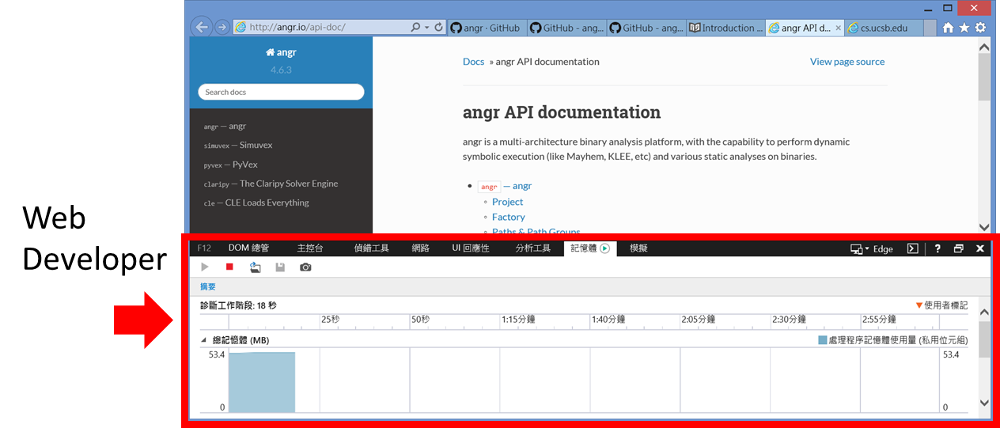 Web
Developer
http://angr.io/api-doc/
angr · GitHub
GitHub - ang...
GitHub - ang...
Introduction ...
angr API d...
cs.ucsb.edu
angr
4.6.3
Search docs
angr — angr
simuvex — Simuvex
pyvex — PyVex
claripy — The Claripy Solver Engine
cle — CLE Loads Everything
Docs » angr API documentation
View page source
angr API documentation
angr is a multi-architecture binary analysis platform, with the capability to perform dynamic
symbolic execution (like Mayhem, KLEE, etc) and various static analyses on binaries.
angr — angr
Project
Factory
Paths & Path Groups
F12 DOM 總管 主控台 偵錯工具 網路 UI 回應性 分析工具 記憶體 模擬 Edge ?
摘要
診斷工作階段: 18 秒
使用者標記
25秒 50秒 1:15分鐘 1:40分鐘 2:05分鐘 2:30分鐘 2:55分鐘
總記憶體 (MB)
處理程序記憶體使用量 (私用位元組)
53.4 53.4
0 0